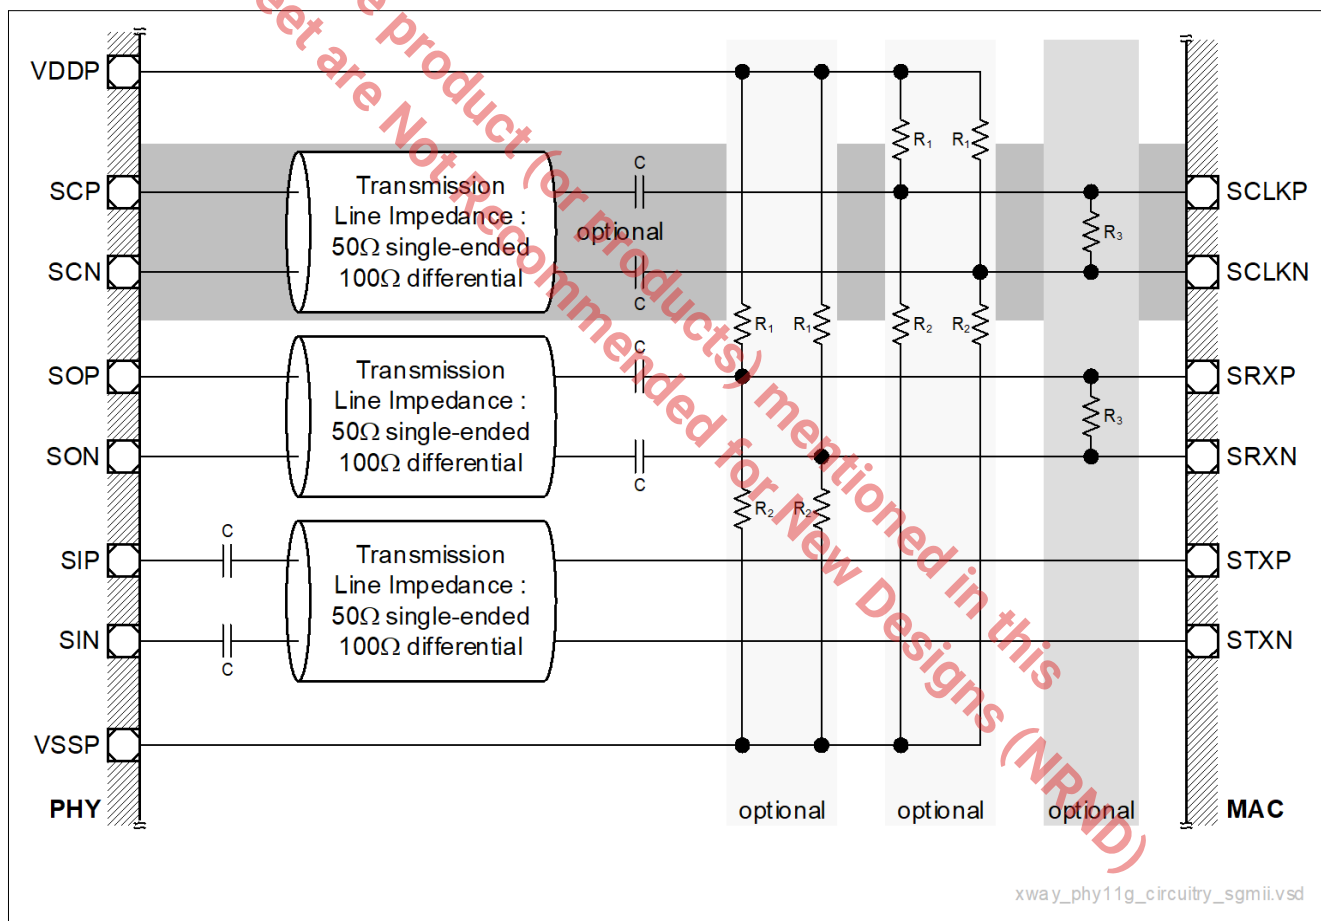 e product (or products) mentioned in this
eet are Not Recommended for New Designs (NRND)
VDDP
R1
R1
C
SCP
Transmission
Line Impedance :
50Ω single-ended
100Ω differential
optional
SCLKP
R3
SCN
C
SCLKN
R1
R1
R2
R2
C
SOP
Transmission
Line Impedance :
50Ω single-ended
100Ω differential
SRXP
R3
SON
C
SRXN
R2
R2
C
SIP
Transmission
Line Impedance :
50Ω single-ended
100Ω differential
STXP
SIN
C
STXN
VSSP
PHY
optional
optional
optional
MAC
xway_phy11g_circuitry_sgmii.vsd